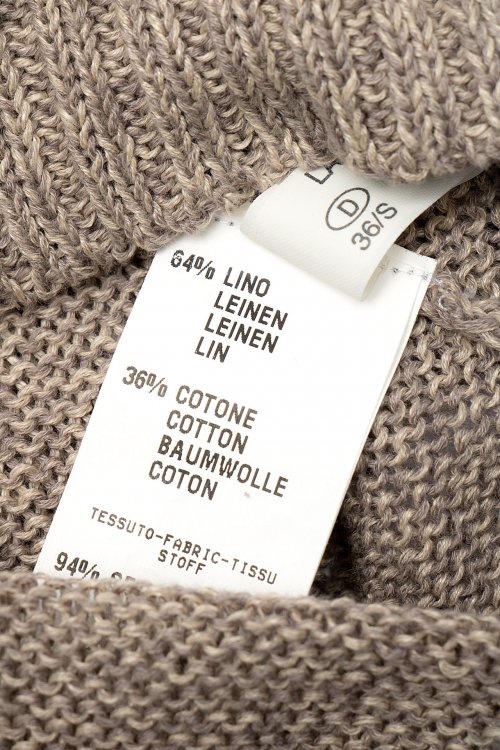 D
36/S
64% LINO
LEINEN
LEINEN
LIN
36% COTONE
COTTON
BAUMWOLLE
COTON
TESSUTO-FABRIC-TISSU
STOFF
94%